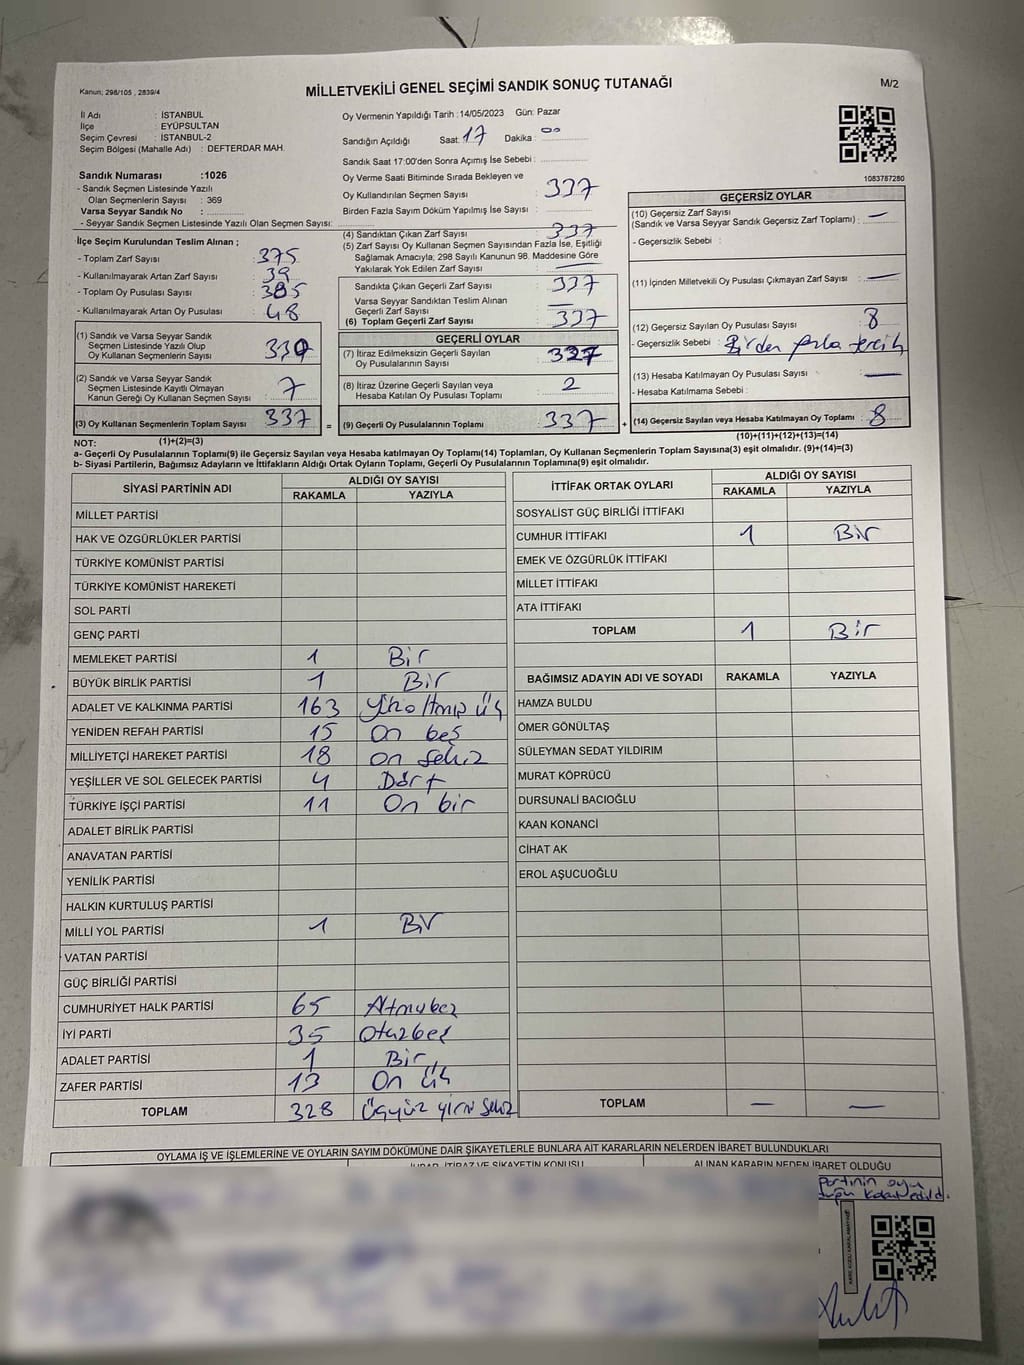 Kanun; 298/105 , 2839/4
MİLLETVEKİLİ GENEL SEÇİMİ SANDIK SONUÇ TUTANAĞI
M/2
İl Adı : İSTANBUL
İlçe : EYÜPSULTAN
Seçim Çevresi : İSTANBUL-2
Seçim Bölgesi (Mahalle Adı) : DEFTERDAR MAH.
Oy Vermenin Yapıldığı Tarih :14/05/2023 Gün: Pazar
Sandığın Açıldığı Saat: 17 Dakika : 00
Sandık Saat 17:00'den Sonra Açımış İse Sebebi :
Oy Verme Saati Bitiminde Sırada Bekleyen ve
Oy Kullandırılan Seçmen Sayısı : 337
Birden Fazla Sayım Döküm Yapılmış İse Sayısı :
1083787280
Sandık Numarası :1026
- Sandık Seçmen Listesinde Yazılı
Olan Seçmenlerin Sayısı : 369
Varsa Seyyar Sandık No :
- Seyyar Sandık Seçmen Listesinde Yazılı Olan Seçmen Sayısı:
İlçe Seçim Kurulundan Teslim Alınan ;
- Toplam Zarf Sayısı : 375
- Kullanılmayarak Artan Zarf Sayısı : 39
- Toplam Oy Pusulası Sayısı : 385
- Kullanılmayarak Artan Oy Pusulası : 48
(1) Sandık ve Varsa Seyyar Sandık
Seçmen Listesinde Yazılı Olup
Oy Kullanan Seçmenlerin Sayısı : 330
(2) Sandık ve Varsa Seyyar Sandık
Seçmen Listesinde Kayıtlı Olmayan
Kanun Gereği Oy Kullanan Seçmen Sayısı : 7
(3) Oy Kullanan Seçmenlerin Toplam Sayısı : 337
(4) Sandıktan Çıkan Zarf Sayısı : 337
(5) Zarf Sayısı Oy Kullanan Seçmen Sayısından Fazla İse, Eşitliği
Sağlamak Amacıyla, 298 Sayılı Kanunun 98. Maddesine Göre
Yakılarak Yok Edilen Zarf Sayısı : —
Sandıkta Çıkan Geçerli Zarf Sayısı : 337
Varsa Seyyar Sandıktan Teslim Alınan
Geçerli Zarf Sayısı : —
(6) Toplam Geçerli Zarf Sayısı : 337
GEÇERLİ OYLAR
(7) İtiraz Edilmeksizin Geçerli Sayılan
Oy Pusulalarının Sayısı : 327
(8) İtiraz Üzerine Geçerli Sayılan veya
Hesaba Katılan Oy Pusulası Toplamı : 2
= (9) Geçerli Oy Pusulalarının Toplamı : 337 +
GEÇERSİZ OYLAR
(10) Geçersiz Zarf Sayısı
(Sandık ve Varsa Seyyar Sandık Geçersiz Zarf Toplamı) : —
- Geçersizlik Sebebi :
(11) İçinden Milletvekili Oy Pusulası Çıkmayan Zarf Sayısı : —
(12) Geçersiz Sayılan Oy Pusulası Sayısı : 8
- Geçersizlik Sebebi : Birden fazla tercih
(13) Hesaba Katılmayan Oy Pusulası Sayısı : —
- Hesaba Katılmama Sebebi :
(14) Geçersiz Sayılan veya Hesaba Katılmayan Oy Toplamı : 8
NOT: (1)+(2)=(3) (10)+(11)+(12)+(13)=(14)
a- Geçerli Oy Pusulalarının Toplamı(9) ile Geçersiz Sayılan veya Hesaba katılmayan Oy Toplamı(14) Toplamları, Oy Kullanan Seçmenlerin Toplam Sayısına(3) eşit olmalıdır. (9)+(14)=(3)
b- Siyasi Partilerin, Bağımsız Adayların ve İttifakların Aldığı Ortak Oyların Toplamı, Geçerli Oy Pusulalarının Toplamına(9) eşit olmalıdır.
SİYASİ PARTİNİN ADI ALDIĞI OY SAYISI
RAKAMLA YAZIYLA
MİLLET PARTİSİ
HAK VE ÖZGÜRLÜKLER PARTİSİ
TÜRKİYE KOMÜNİST PARTİSİ
TÜRKİYE KOMÜNİST HAREKETİ
SOL PARTİ
GENÇ PARTİ
MEMLEKET PARTİSİ 1 Bir
BÜYÜK BİRLİK PARTİSİ 1 Bir
ADALET VE KALKINMA PARTİSİ 163 Yüzaltmış üç
YENİDEN REFAH PARTİSİ 15 On beş
MİLLİYETÇİ HAREKET PARTİSİ 18 on sekiz
YEŞİLLER VE SOL GELECEK PARTİSİ 4 Dört
TÜRKİYE İŞÇİ PARTİSİ 11 On bir
ADALET BİRLİK PARTİSİ
ANAVATAN PARTİSİ
YENİLİK PARTİSİ
HALKIN KURTULUŞ PARTİSİ
MİLLİ YOL PARTİSİ 1 Bir
VATAN PARTİSİ
GÜÇ BİRLİĞİ PARTİSİ
CUMHURİYET HALK PARTİSİ 65 Atmışbeş
İYİ PARTİ 35 Otuzbeş
ADALET PARTİSİ 1 Bir
ZAFER PARTİSİ 13 On üç
TOPLAM 328 Üçyüz yirmi sekiz
İTTİFAK ORTAK OYLARI ALDIĞI OY SAYISI
RAKAMLA YAZIYLA
SOSYALİST GÜÇ BİRLİĞİ İTTİFAKI
CUMHUR İTTİFAKI 1 Bir
EMEK VE ÖZGÜRLÜK İTTİFAKI
MİLLET İTTİFAKI
ATA İTTİFAKI
TOPLAM 1 Bir
BAĞIMSIZ ADAYIN ADI VE SOYADI RAKAMLA YAZIYLA
HAMZA BULDU
ÖMER GÖNÜLTAŞ
SÜLEYMAN SEDAT YILDIRIM
MURAT KÖPRÜCÜ
DURSUNALİ BACIOĞLU
KAAN KONANCİ
CİHAT AK
EROL AŞUCUOĞLU
TOPLAM — —
OYLAMA İŞ VE İŞLEMLERİNE VE OYLARIN SAYIM DÖKÜMÜNE DAİR ŞİKAYETLERLE BUNLARA AİT KARARLARIN NELERDEN İBARET BULUNDUKLARI
İHBAR, İTİRAZ VE ŞİKAYETİN KONUSU ALINAN KARARIN NEDEN İBARET OLDUĞU
partinin oyu
kabul edildi.